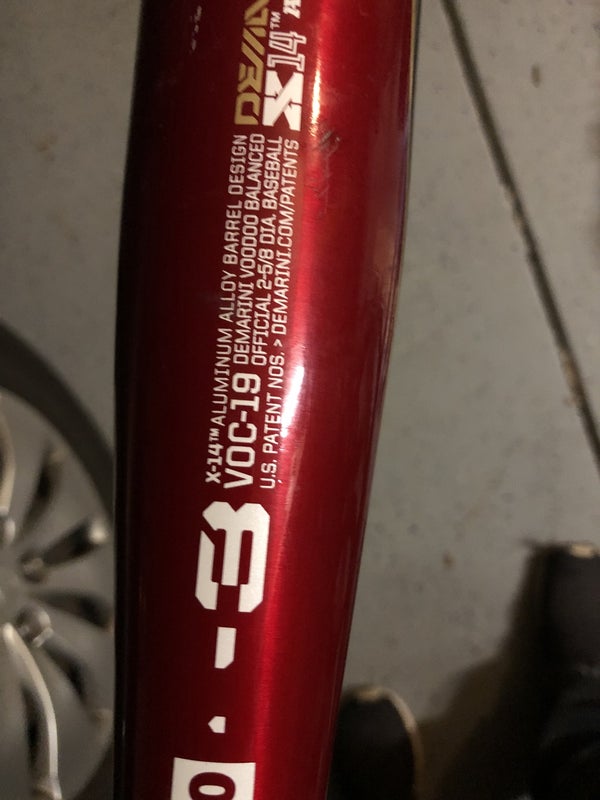 X14™
X-14™ ALUMINUM ALLOY BARREL DESIGN
VOC-19 DEMARINI VOODOO BALANCED
OFFICIAL 2-5/8 DIA. BASEBALL
U.S. PATENT NOS. > DEMARINI.COM/PATENTS
-3